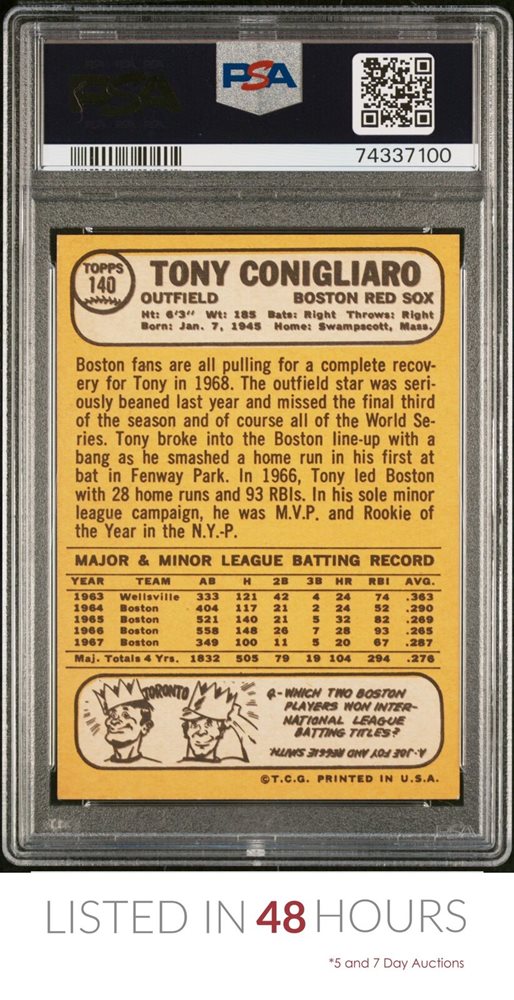 PSA
PSA
74337100
TOPPS
140
TONY CONIGLIARO
OUTFIELD BOSTON RED SOX
Ht: 6'3" Wt: 185 Bats: Right Throws: Right
Born: Jan. 7, 1945 Home: Swampscott, Mass.
Boston fans are all pulling for a complete recov-
ery for Tony in 1968. The outfield star was seri-
ously beaned last year and missed the final third
of the season and of course all of the World Se-
ries. Tony broke into the Boston line-up with a
bang as he smashed a home run in his first at
bat in Fenway Park. In 1966, Tony led Boston
with 28 home runs and 93 RBIs. In his sole minor
league campaign, he was M.V.P. and Rookie of
the Year in the N.Y.-P.
MAJOR & MINOR LEAGUE BATTING RECORD
YEAR TEAM AB H 2B 3B HR RBI AVG.
1963 Wellsville 333 121 42 4 24 74 .363
1964 Boston 404 117 21 2 24 52 .290
1965 Boston 521 140 21 5 32 82 .269
1966 Boston 558 148 26 7 28 93 .265
1967 Boston 349 100 11 5 20 67 .287
Maj. Totals 4 Yrs. 1832 505 79 19 104 294 .276
TORONTO
Q-WHICH TWO BOSTON
PLAYERS WON INTER-
NATIONAL LEAGUE
BATTING TITLES?
A: JOE FOY AND REGGIE SMITH.
©T.C.G. PRINTED IN U.S.A.
PSA
LISTED IN 48 HOURS
*5 and 7 Day Auctions